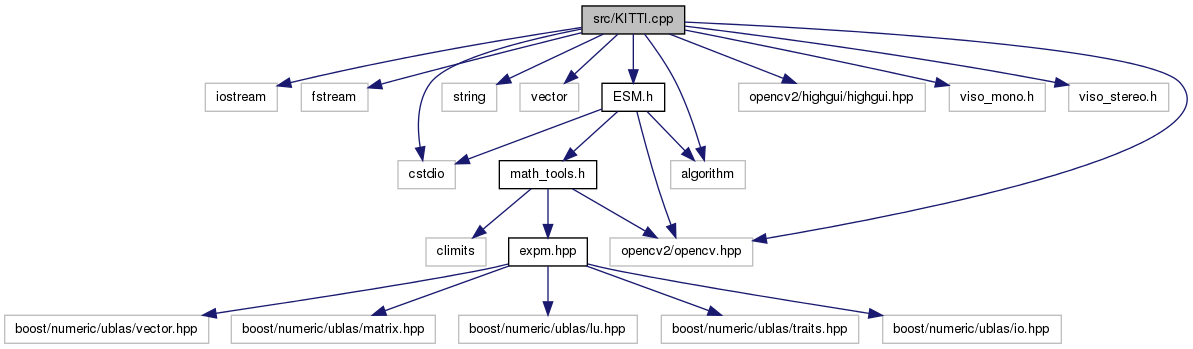 src/KITTI.cpp
iostream
fstream
string
vector
ESM.h
opencv2/highgui/highgui.hpp
viso_mono.h
viso_stereo.h
cstdio
math_tools.h
algorithm
climits
expm.hpp
opencv2/opencv.hpp
boost/numeric/ublas/vector.hpp
boost/numeric/ublas/matrix.hpp
boost/numeric/ublas/lu.hpp
boost/numeric/ublas/traits.hpp
boost/numeric/ublas/io.hpp